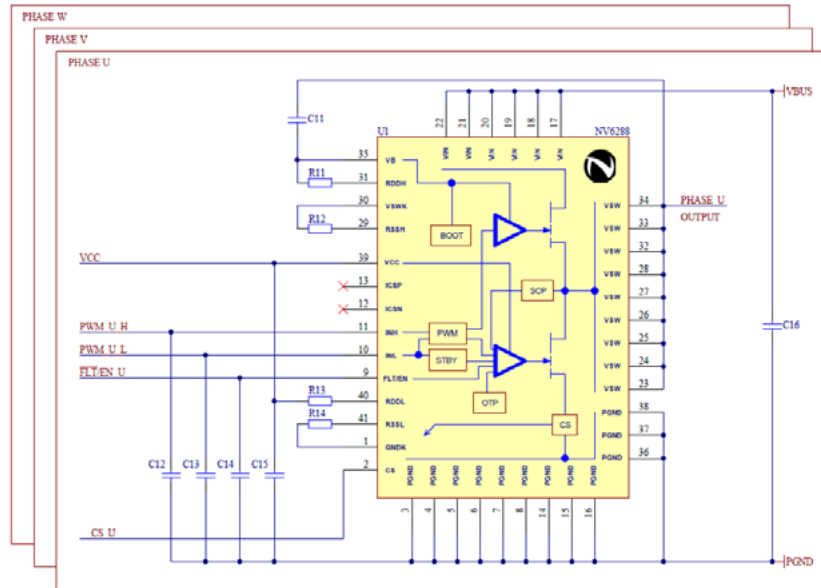 PHASE W
PHASE V
PHASE U
VBUS
C11
U1
NV6288
22
21
20
19
18
17
VIN
VIN
VIN
VIN
VIN
VIN
35
VB
R11
31
RDDH
30
VSWK
R12
29
RSSH
BOOT
VCC
39
VCC
13
ICSP
12
ICSN
SCP
PWM_U_H
11
INH
PWM
PWM_U_L
10
INL
STBY
FLT/EN_U
9
FLT/EN
R13
40
RDDL
OTP
R14
41
RSSL
CS
1
GNDK
2
CS
C12
C13
C14
C15
CS_U
34
VSW
PHASE_U
OUTPUT
33
VSW
32
VSW
28
VSW
27
VSW
26
VSW
25
VSW
24
VSW
23
VSW
38
PGND
37
PGND
36
PGND
C16
PGND
PGND
PGND
PGND
PGND
PGND
PGND
PGND
PGND
3
4
5
6
7
8
14
15
16
PGND